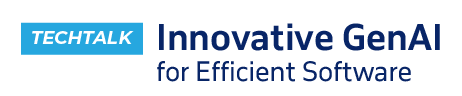 TECHTALK
Innovative GenAI
for Efficient Software